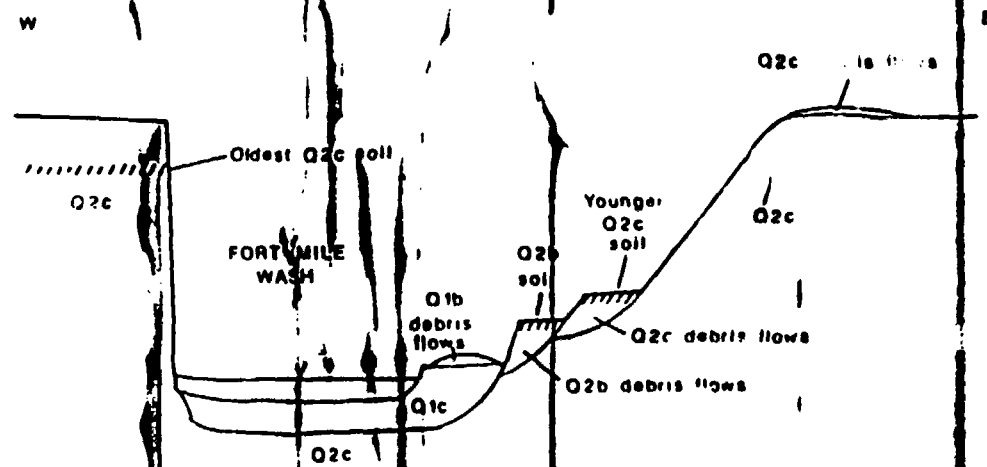 W
Q2c
Oldest Q2c soil
Q2c
Younger
Q2c
soil
Q2c
FORTYMILE
WASH
Q2b
soil
Q1b
debris
flows
Q2c debris flows
Q2b debris flows
Q1c
Q2c